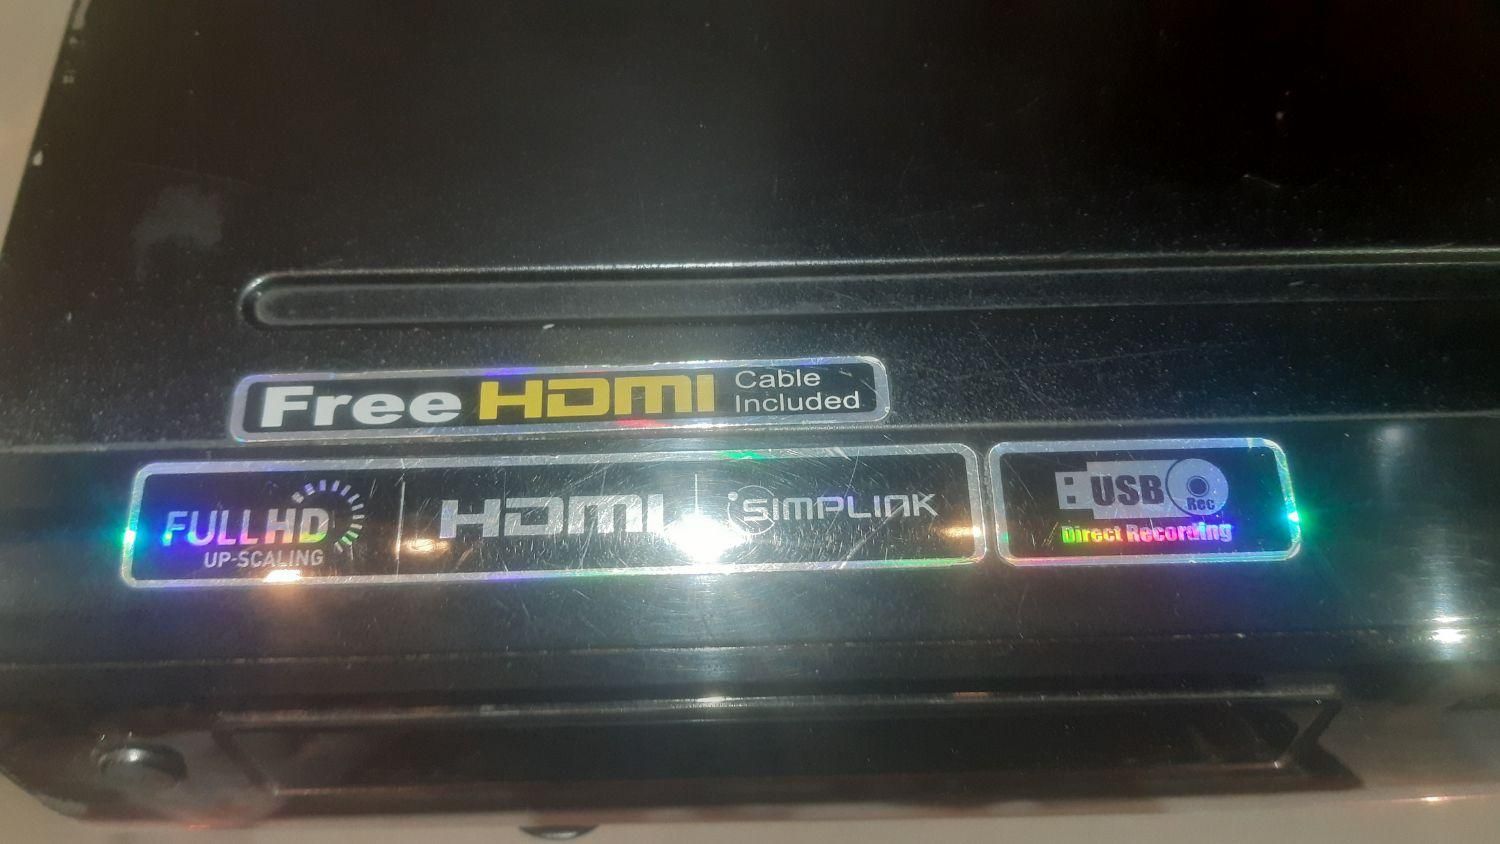 Free HDMI Cable
Included
FULL HD
UP-SCALING
HDMI
SIMPLINK
USB
Rec
Direct Recording